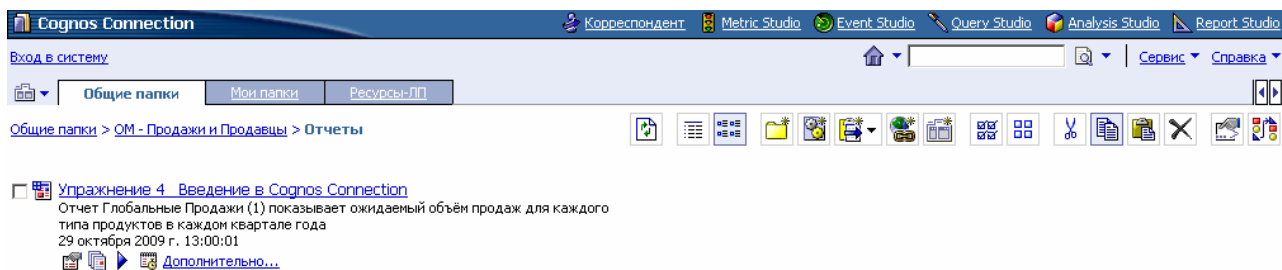 Cognos Connection Корреспондент Metric Studio Event Studio Query Studio Analysis Studio Report Studio
Вход в систему Сервис Справка
Общие папки Мои папки Ресурсы-ЛП
Общие папки > ОМ - Продажи и Продавцы > Отчеты
Упражнение 4 Введение в Cognos Connection
Отчет Глобальные Продажи (1) показывает ожидаемый объём продаж для каждого
типа продуктов в каждом квартале года
29 октября 2009 г. 13:00:01
Дополнительно...